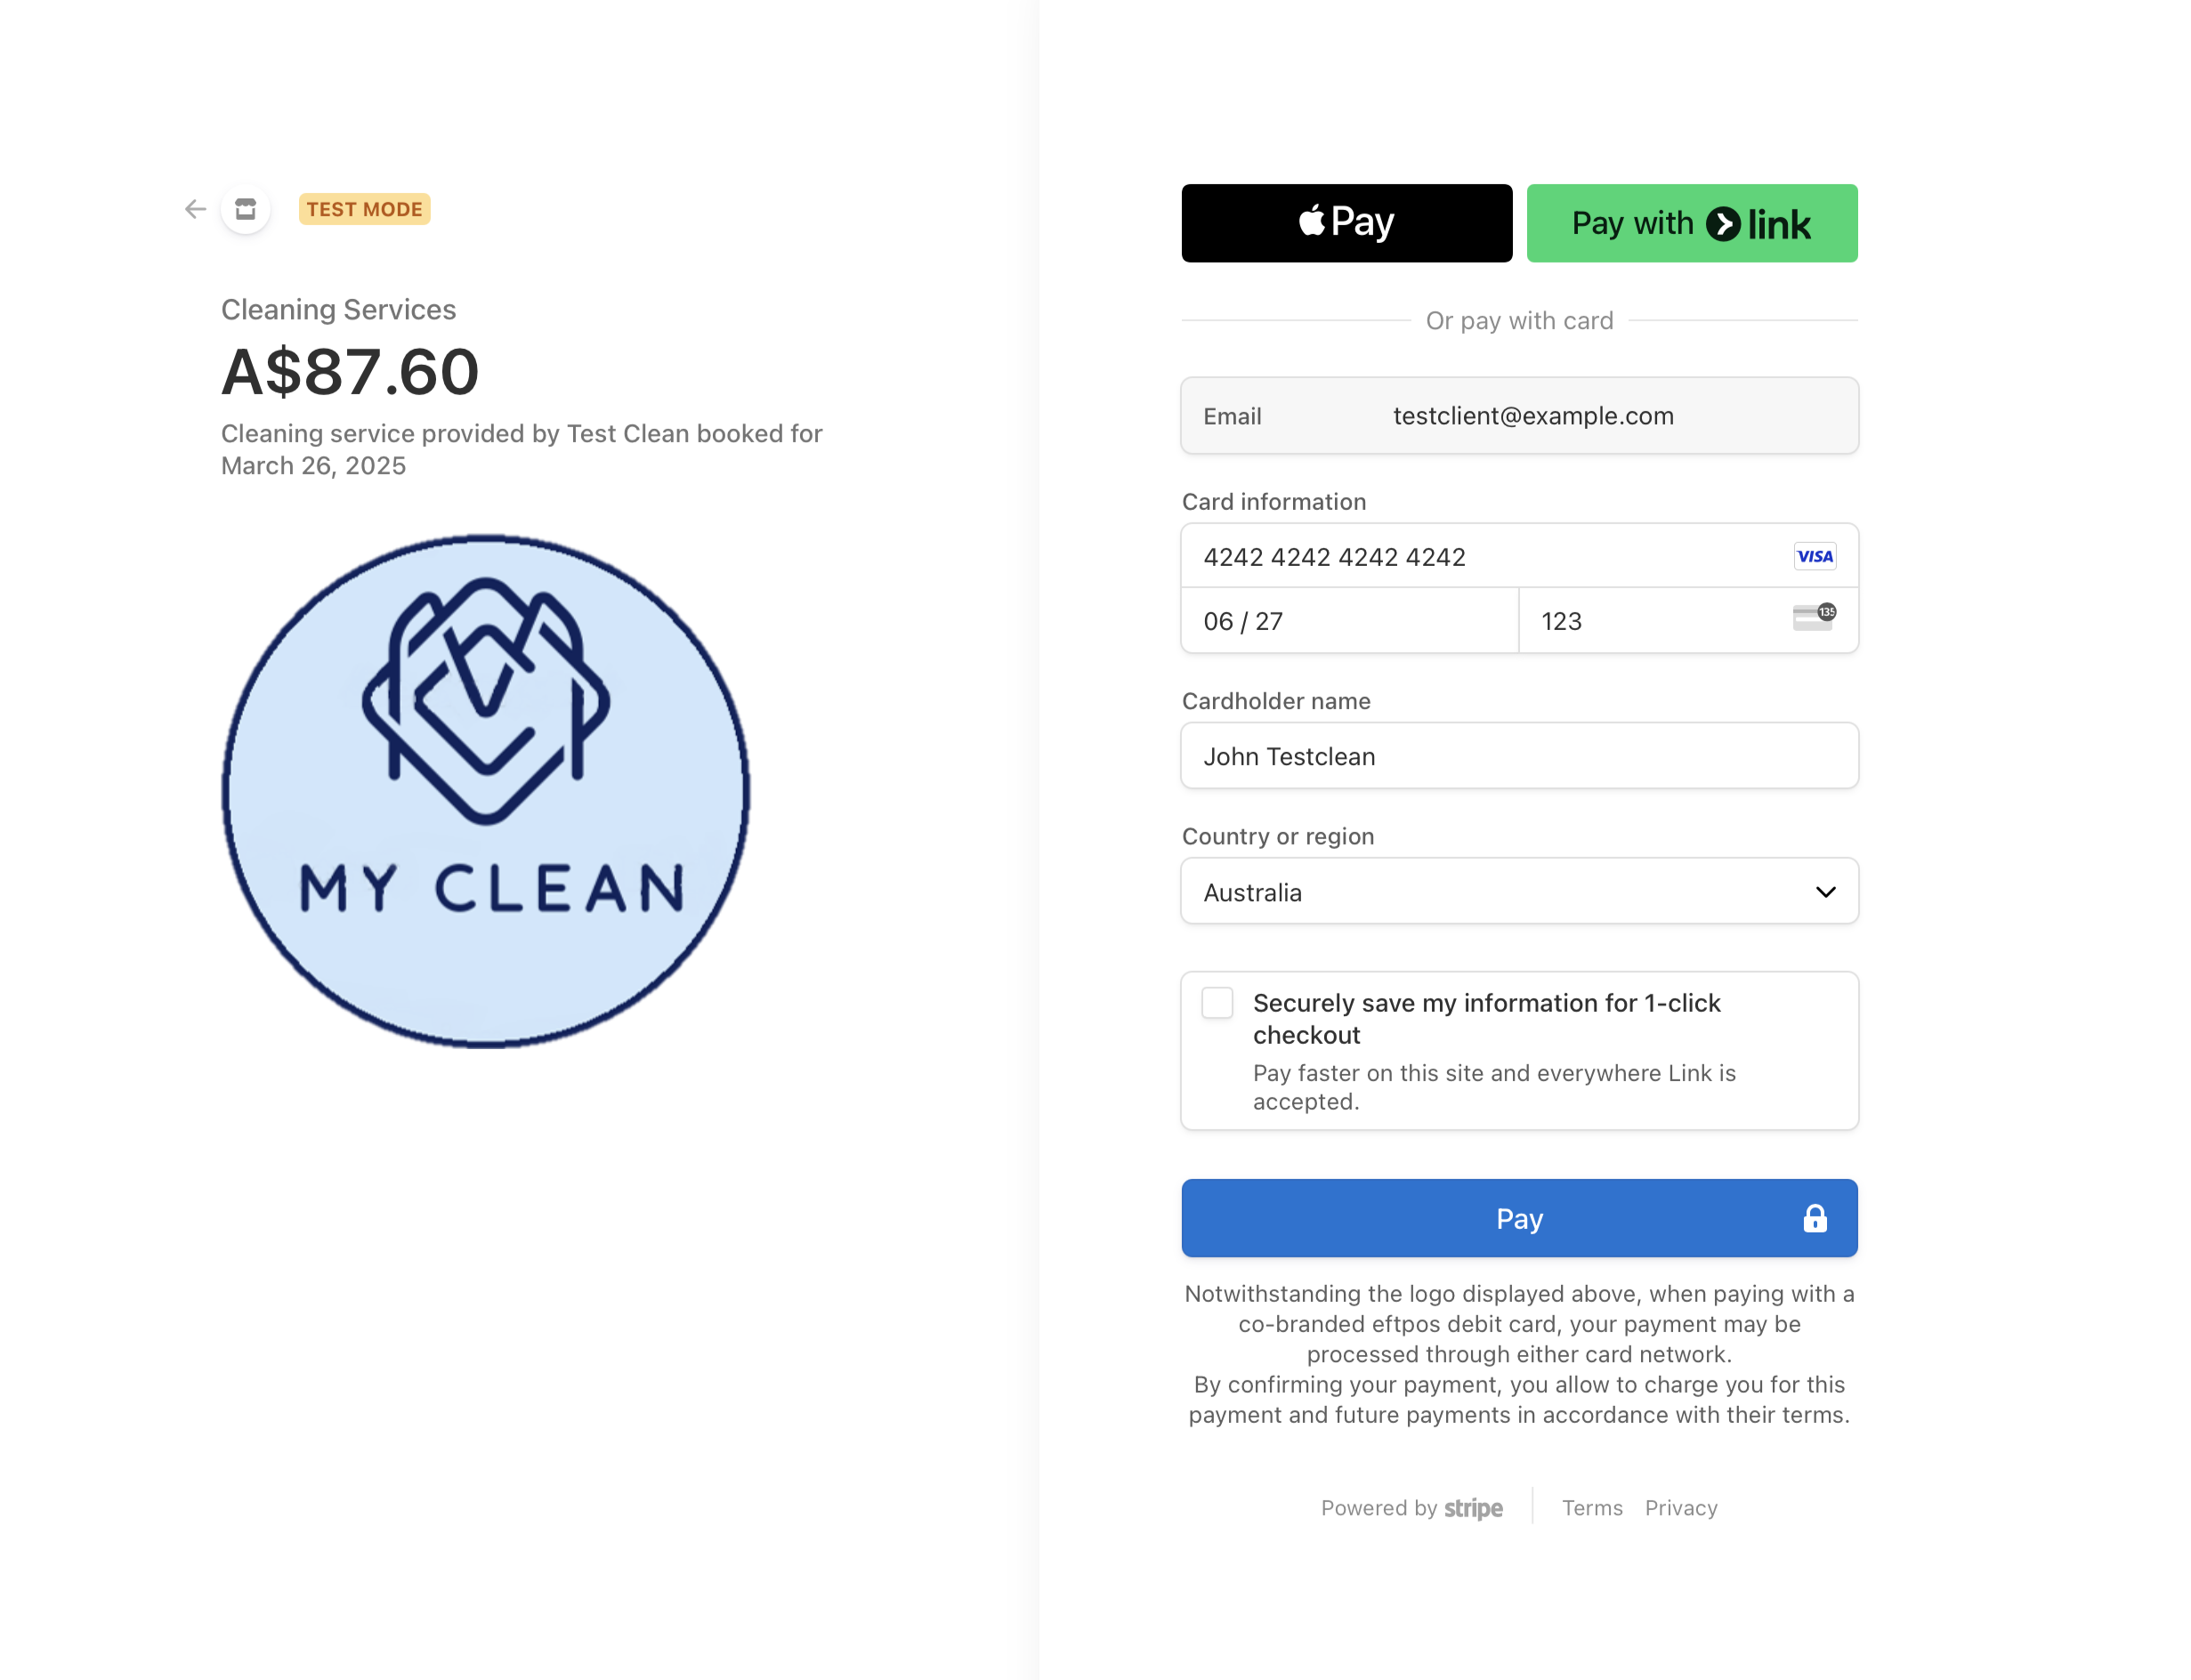 TEST MODE
Cleaning Services
A$87.60
Cleaning service provided by Test Clean booked for
March 26, 2025
MY CLEAN
Pay
Pay with link
Or pay with card
Email testclient@example.com
Card information
4242 4242 4242 4242 VISA
06 / 27 123 135
Cardholder name
John Testclean
Country or region
Australia
Securely save my information for 1-click
checkout
Pay faster on this site and everywhere Link is
accepted.
Pay
Notwithstanding the logo displayed above, when paying with a
co-branded eftpos debit card, your payment may be
processed through either card network.
By confirming your payment, you allow to charge you for this
payment and future payments in accordance with their terms.
Powered by stripe Terms Privacy